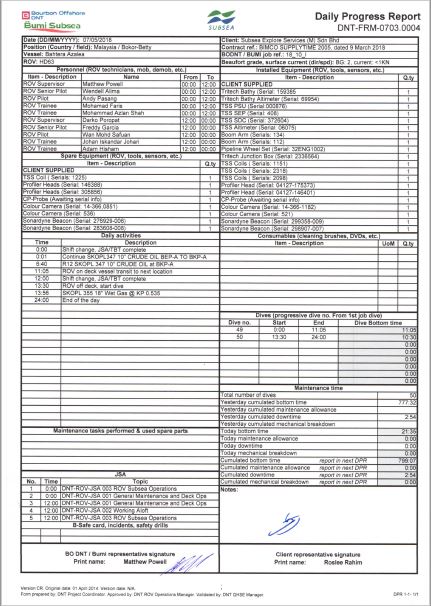 Bourbon Offshore
DNT
Bumi Subsea
SUBSEA
Daily Progress Report
DNT-FRM-0703.0004
Date (DD/MM/YYYY): 07/05/2018
Client: Subsea Explore Services (M) Sdn Bhd
Position (Country / field): Malaysia / Bokor-Betty
Contract ref.: BIMCO SUPPLYTIME 2005, dated 9 March 2018
Vessel: Bahtera Azalea
BODNT / Bumi job ref.: 18_10_I
ROV: HD63
Beaufort grade, surface current (dir/spd): BG: 2, current: <1KN
Personnel (ROV technicians, mob, demob, etc.)
Installed Equipment (ROV, tools, sensors, etc.)
Item - Description Name From To
Item - Description Q.ty
ROV Supervisor Matthew Powell 00:00 12:00
CLIENT SUPPLIED
ROV Senior Pilot Wendell Alima 00:00 12:00
Tritech Bathy (Serial: 159385 1
ROV Pilot Andy Pasang 00:00 12:00
Tritech Bathy Altimeter (Serial: 69954) 1
ROV Trainee Mohamad Faris 00:00 12:00
TSS PSU (Serial: 000876) 1
ROV Trainee Mohammad Azlan Shah 00:00 12:00
TSS SEP (Serial: 408) 1
ROV Supervisor Darko Poropat 12:00 00:00
TSS SDC (Serial: 372604) 1
ROV Senior Pilot Freddy Garcia 12:00 00:00
TSS Altimeter (Serial: 06075) 1
ROV Pilot Wan Mohd Safuan 12:00 00:00
Boom Arm (Serials: 134) 1
ROV Trainee Johan Iskandar Johari 12:00 00:00
Boom Arm (112) 1
ROV Trainee Adam Hahem 12:00 00:00
Pipeline Wheel Set (Serial: 32ENG1002) 1
Spare Equipment (ROV, tools, sensors, etc.)
Tritech Junction Box (Serial: 2336564) 1
Item - Description Q.ty
TSS Coils (Serial: 1151) 1
CLIENT SUPPLIED
TSS Coils (Serial: 2318) 1
TSS Coil (Serials: 1225) 1
TSS Coils (Serial: 2098) 1
Profiler Heads (Serial: 146388) 1
Profiler Head (Serial: 04127-175373) 1
Profiler Heads (Serial: 305856) 1
Profiler Head (Serial: 04127-146401) 1
CP-Probe (Awaiting serial info) 1
CP-Probe (Awaiting serial info) 1
Colour Camera (Serial: 14-366,0851) 1
Colour Camera (Serial: 14-365-1182) 1
Colour Camera (Serial: 536) 1
Colour Camera (Serial: 521) 1
Sonardyne Beacon (Serial: 275929-006) 1
Sonardyne Beacon (Serial: 299358-009) 1
Sonardyne Beacon (Serial: 283608-006) 1
Sonardyne Beacon (Serial: 295907-007) 1
Daily activities
Consumables (cleaning brushes, DVDs, etc.)
Time Description
Item - Description UoM Q.ty
0:00 Shift change, JSA/TBT complete
0:01 Continue SKOPL347 10" CRUDE OIL BEP-A TO BKP-A
6:40 R12 SKOPL347 10" CRUDE OIL at BKP-A
11:05 ROV on deck vessel transit to next location
12:00 Shift change, JSA/TBT complete
13:30 ROV off deck, start dive
13:56 SKOPL 355 18" Wet Gas @ KP 0.535
24:00 End of the day
Dives (progressive dive no. From 1st job dive)
Dive no. Start End Dive Bottom time
49 0:00 11:05 11:05
50 13:30 24:00 10:30
0:00
0:00
0:00
0:00
0:00
Maintenance time
Total number of dives 50
Yesterday cumulated bottom time 777:32
Yesterday cumulated maintenance allowance
Yesterday cumulated downtime 2:54
Yesterday cumulated mechanical breakdown
Maintenance tasks performed & used spare parts
Today bottom time 21:35
Today maintenance allowance 0:00
Today downtime 0:00
Today mechanical breakdown 0:00
Cumulated bottom time report in next DPR 799:07
Cumulated maintenance allowance report in next DPR 0:00
Cumulated downtime report in next DPR 2:54
Cumulated mechanical breakdown report in next DPR 0:00
JSA
Notes:
No. Time Topic
1 0:00 DNT-ROV-JSA 003 ROV Subsea Operations
2 0:00 DNT-ROV-JSA 001 General Maintenance and Deck Ops
3 12:00 DNT-ROV-JSA 001 General Maintenance and Deck Ops
4 12:00 DNT-ROV-JSA 002 Working Aloft
5 12:00 DNT-ROV-JSA 003 ROV Subsea Operations
B-Safe card, incidents, safety drills
BO DNT / Bumi representative signature
Client representative signature
Print name: Matthew Powell
Print name: Roslee Rahim
Version CR. Original date: 01 April 2014. Version date: N/A.
Form prepared by: DNT Project Coordinator. Approved by: DNT ROV Operations Manager. Validated by: DNT QHSE Manager.
DPR 1-1- 1/1